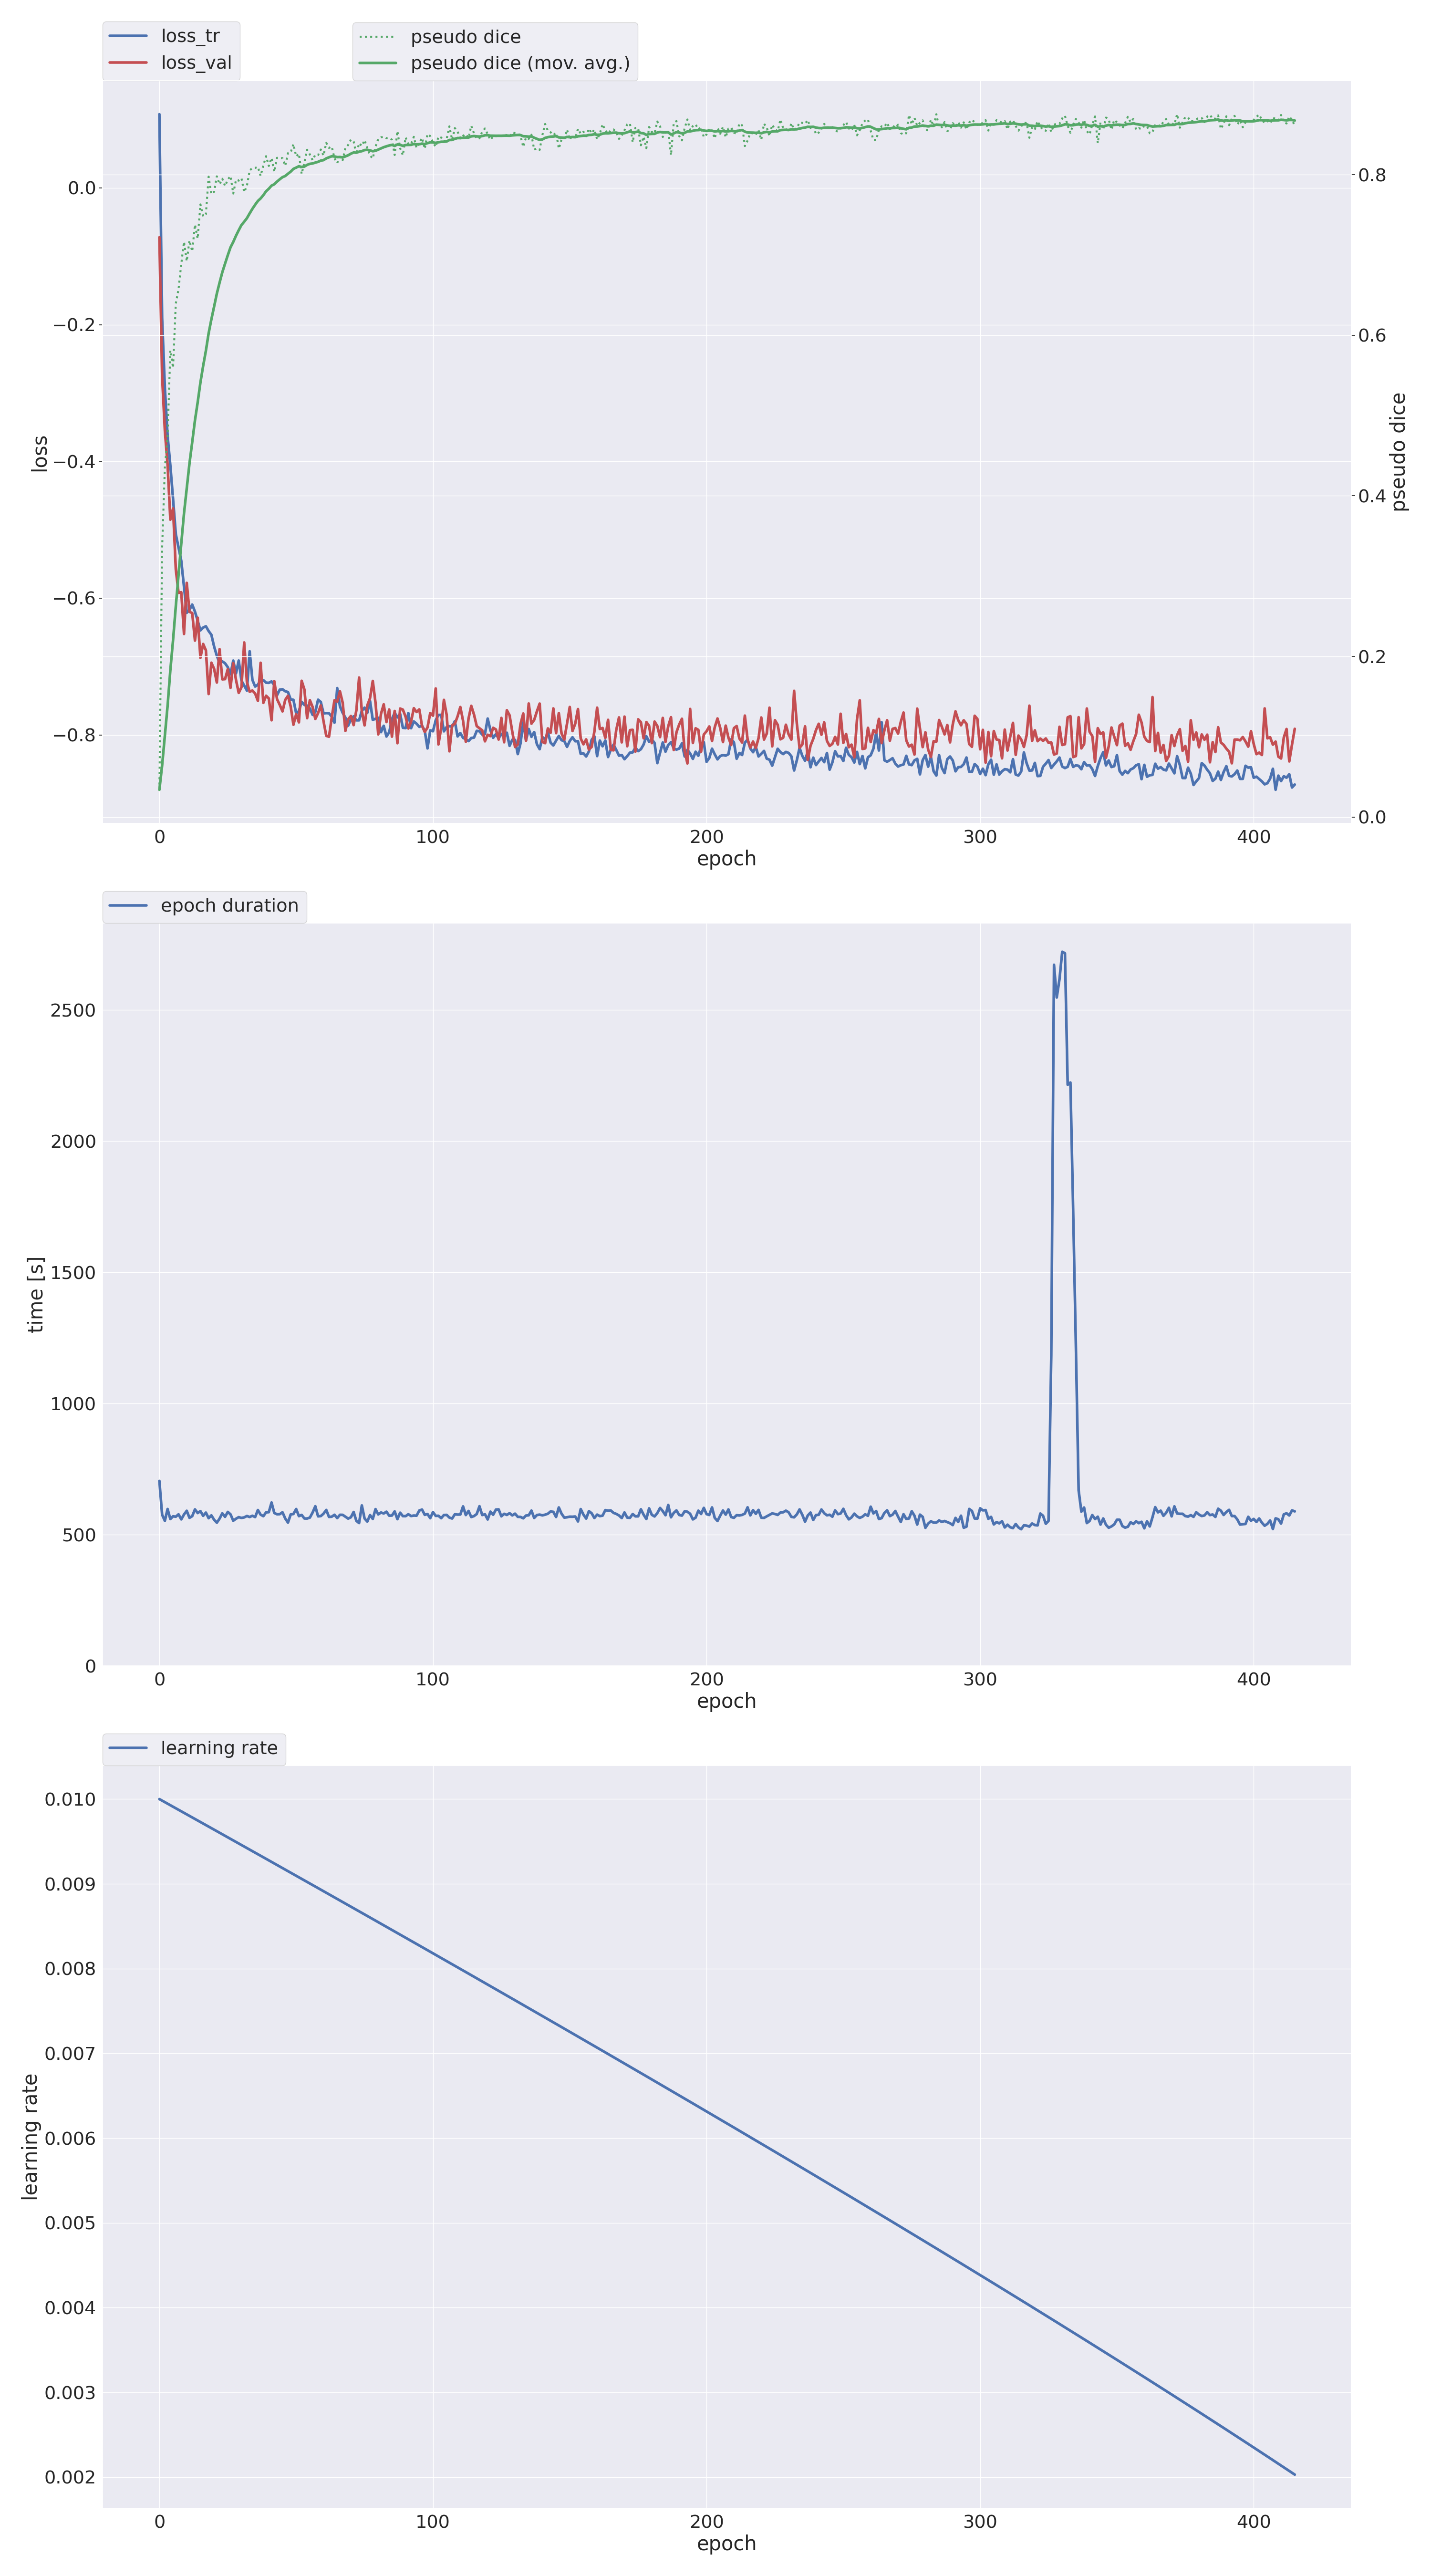 loss_tr
loss_val
pseudo dice
pseudo dice (mov. avg.)
0.0
−0.2
−0.4
−0.6
−0.8
loss
0.8
0.6
0.4
0.2
0.0
pseudo dice
0 100 200 300 400
epoch
epoch duration
2500
2000
1500
1000
500
0
time [s]
0 100 200 300 400
epoch
learning rate
0.010
0.009
0.008
0.007
0.006
0.005
0.004
0.003
0.002
learning rate
0 100 200 300 400
epoch